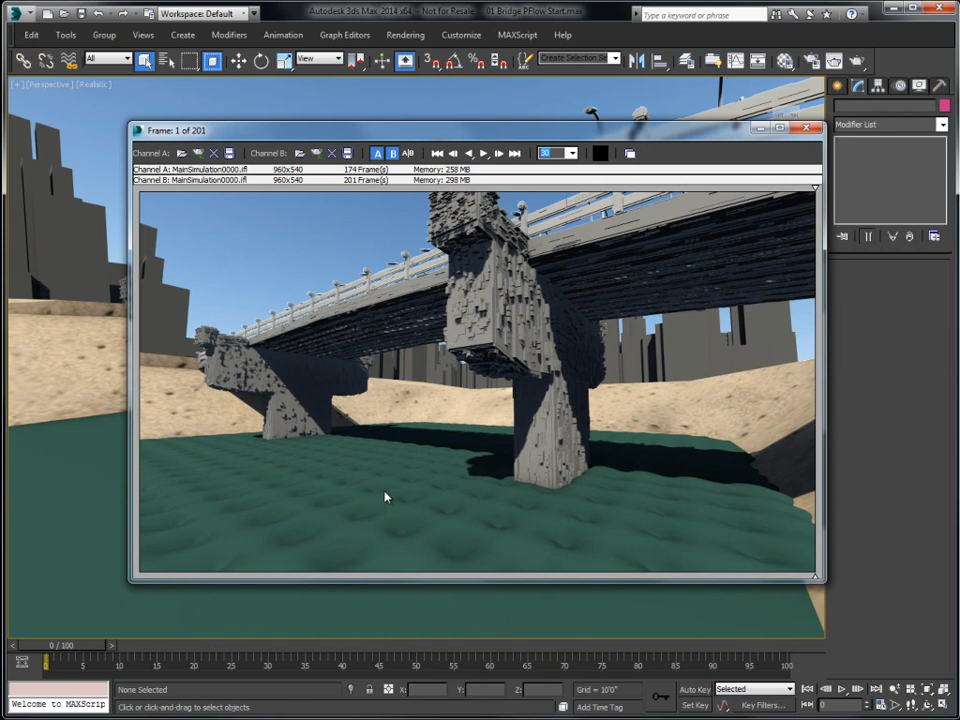 Workspace: Default
Autodesk 3ds Max 2014 x64 - Not for Resale 01 Bridge PFlow Start.max
Type a keyword or phrase
Edit Tools Group Views Create Modifiers Animation Graph Editors Rendering Customize MAXScript Help
All
View
Create Selection Se
[+] [Perspective] [Realistic]
Modifier List
Frame: 1 of 201
Channel A: Channel B: A B A|B 30
Channel A: MainSimulation0000.ifl 960x540 174 Frame(s) Memory: 258 MB
Channel B: MainSimulation0000.ifl 960x540 201 Frame(s) Memory: 298 MB
0 / 100
0 5 10 15 20 25 30 35 40 45 50 55 60 65 70 75 80 85 90 95 100
None Selected X: Y: Z: Grid = 10'0" Auto Key Selected
Welcome to MAXScrip Click or click-and-drag to select objects Add Time Tag Set Key Key Filters... 0